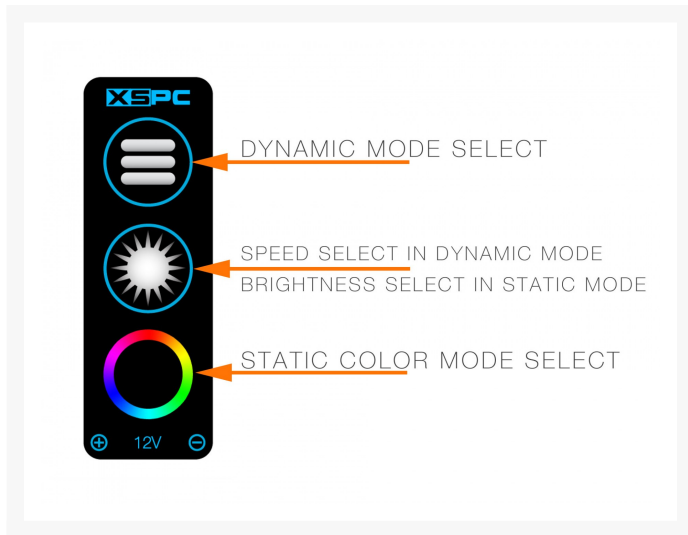 XSPC
DYNAMIC MODE SELECT
SPEED SELECT IN DYNAMIC MODE
BRIGHTNESS SELECT IN STATIC MODE
STATIC COLOR MODE SELECT
+ 12V −